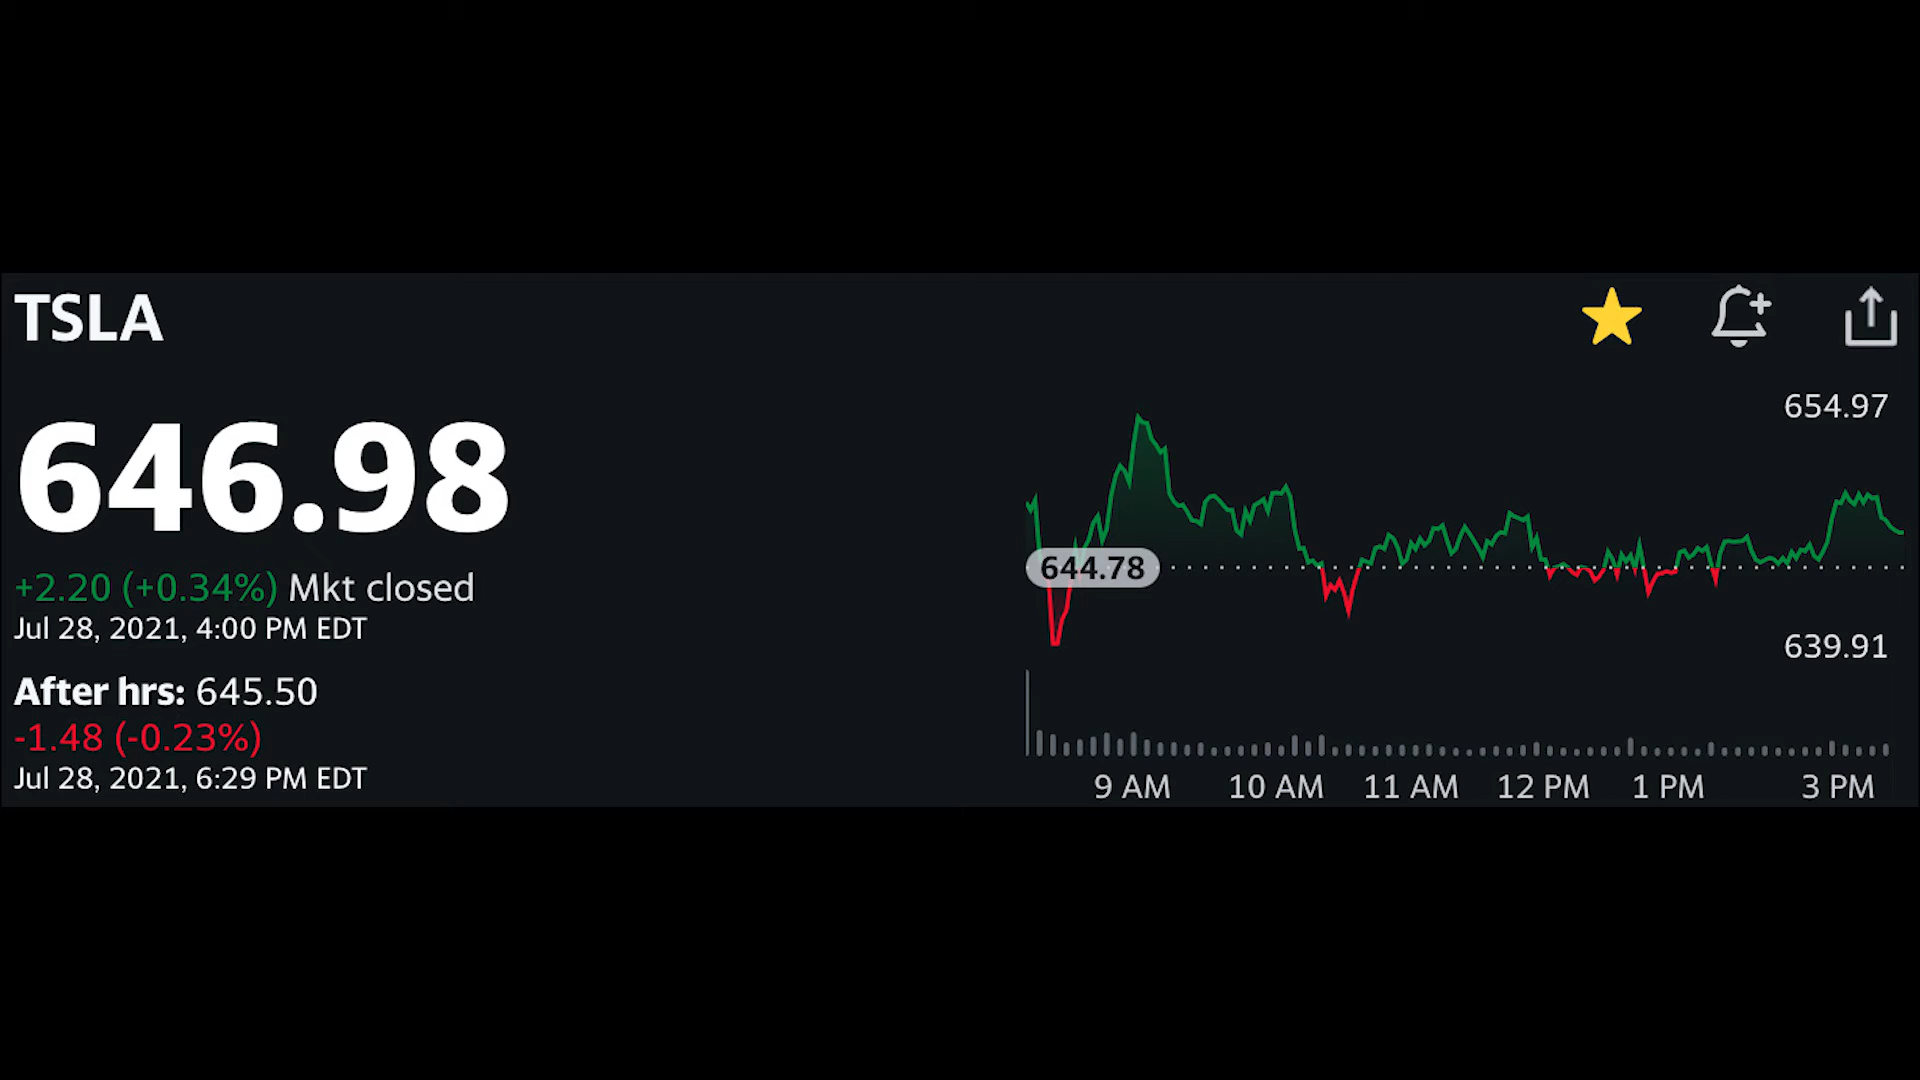 TSLA
646.98
+2.20 (+0.34%) Mkt closed
Jul 28, 2021, 4:00 PM EDT
After hrs: 645.50
-1.48 (-0.23%)
Jul 28, 2021, 6:29 PM EDT
654.97
644.78
639.91
9 AM 10 AM 11 AM 12 PM 1 PM 3 PM